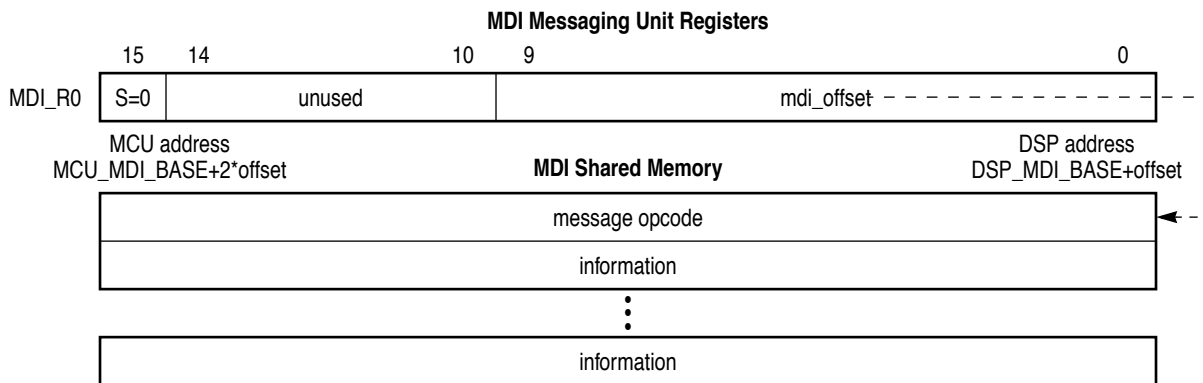 MDI Messaging Unit Registers
15 14 10 9 0
MDI_R0 S=0 unused mdi_offset
MCU address DSP address
MCU_MDI_BASE+2*offset MDI Shared Memory DSP_MDI_BASE+offset
message opcode
information
information